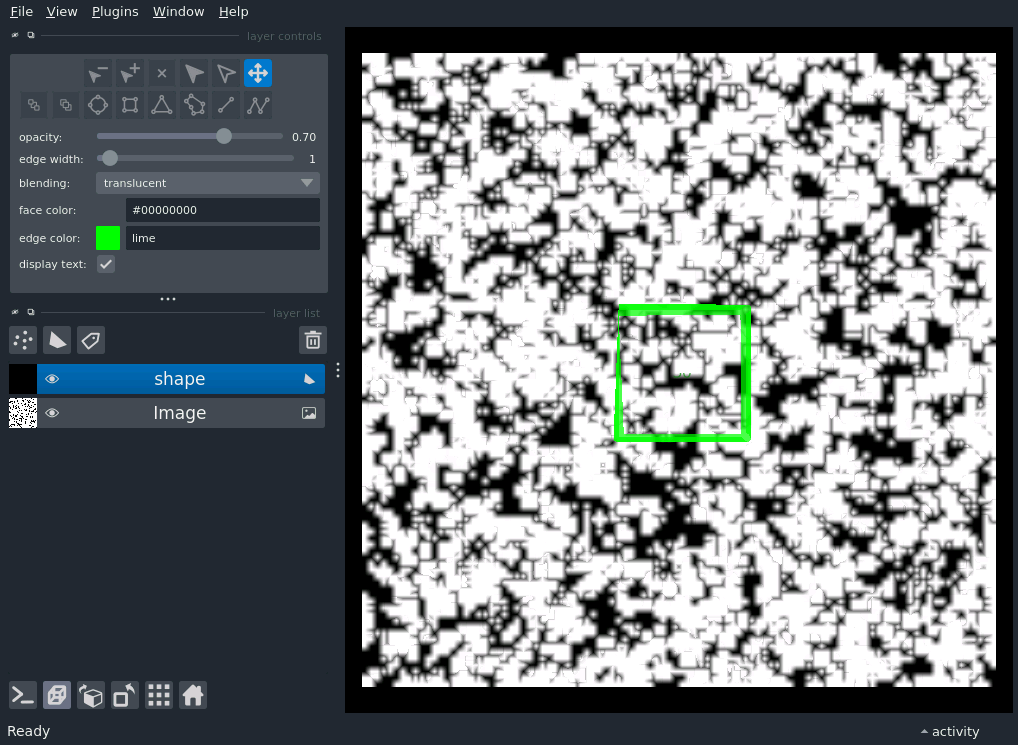 File View Plugins Window Help
layer controls
opacity: 0.70
edge width: 1
blending: translucent
face color: #00000000
edge color: lime
display text:
layer list
shape
Image
Ready
activity